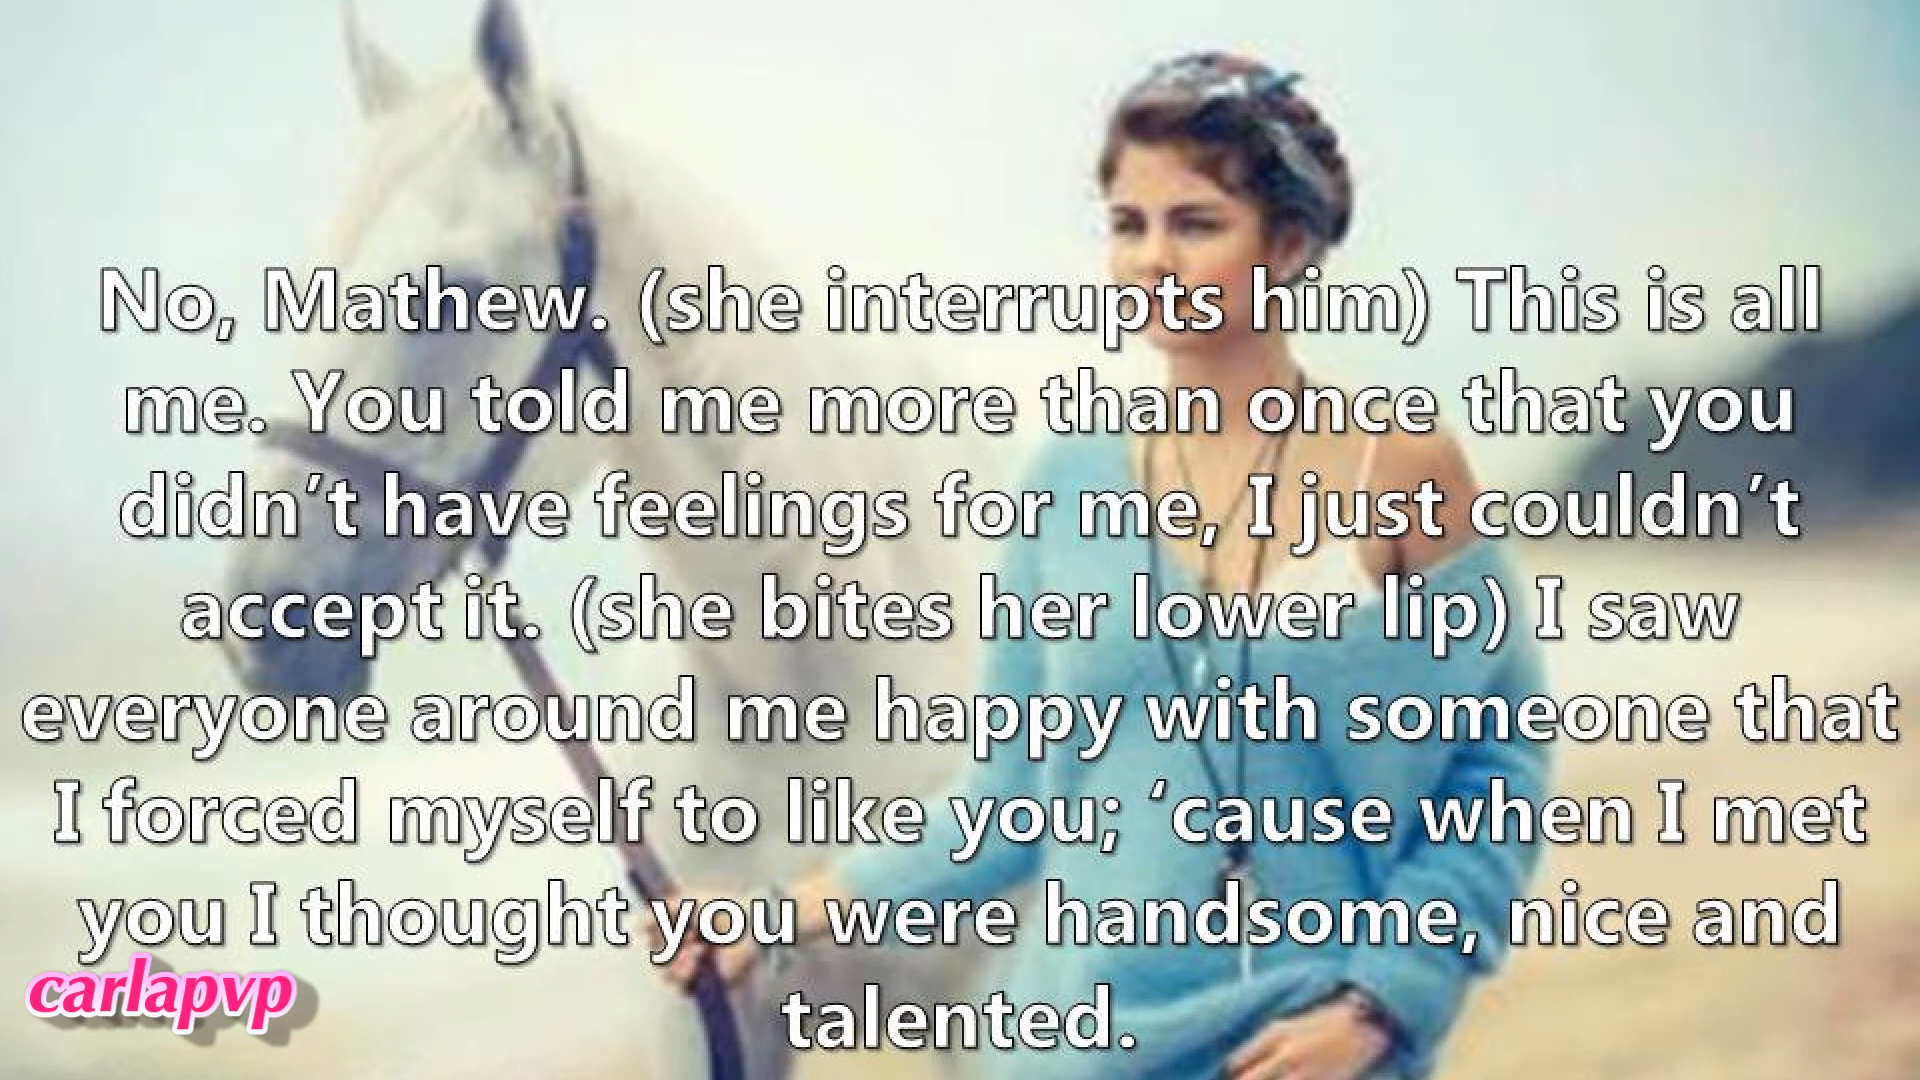 No, Mathew. (she interrupts him) This is all
me. You told me more than once that you
didn’t have feelings for me, I just couldn’t
accept it. (she bites her lower lip) I saw
everyone around me happy with someone that
I forced myself to like you; ‘cause when I met
you I thought you were handsome, nice and
talented.
carlapvp